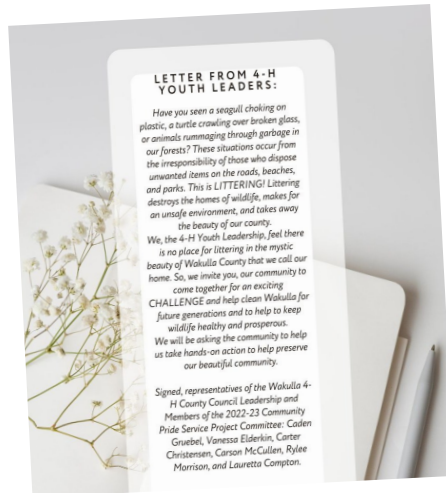 LETTER FROM 4-H
YOUTH LEADERS:
Have you seen a seagull choking on
plastic, a turtle crawling over broken glass,
or animals rummaging through garbage in
our forests? These situations occur from
the irresponsibility of those who dispose
unwanted items on the roads, beaches,
and parks. This is LITTERING! Littering
destroys the homes of wildlife, makes for
an unsafe environment, and takes away
the beauty of our county.
We, the 4-H Youth Leadership, feel there
is no place for littering in the mystic
beauty of Wakulla County that we call our
home. So, we invite you, our community to
come together for an exciting
CHALLENGE and help clean Wakulla for
future generations and to help to keep
wildlife healthy and prosperous.
We will be asking the community to help
us take hands-on action to help preserve
our beautiful community.
Signed, representatives of the Wakulla 4-
H County Council Leadership and
Members of the 2022-23 Community
Pride Service Project Committee: Caden
Gruebel, Vanessa Elderkin, Carter
Christensen, Carson McCullen, Rylee
Morrison, and Lauretta Compton.